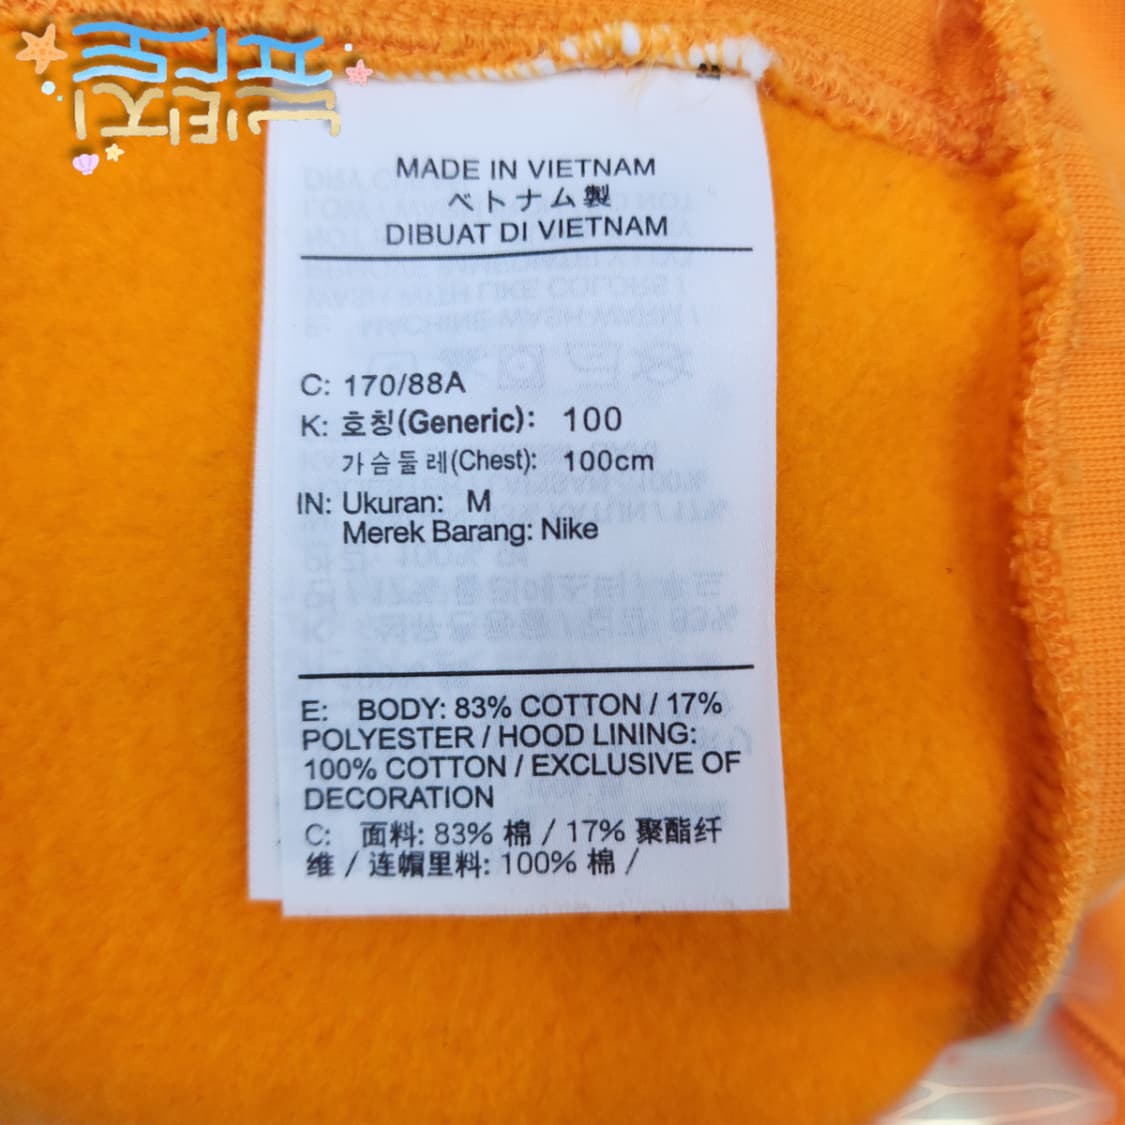 MADE IN VIETNAM
ベトナム製
DIBUAT DI VIETNAM
C: 170/88A
K: 호칭(Generic): 100
가슴둘레(Chest): 100cm
IN: Ukuran: M
Merek Barang: Nike
E: BODY: 83% COTTON / 17%
POLYESTER / HOOD LINING:
100% COTTON / EXCLUSIVE OF
DECORATION
C: 面料: 83% 棉 / 17% 聚酯纤
维 / 连帽里料: 100% 棉 /